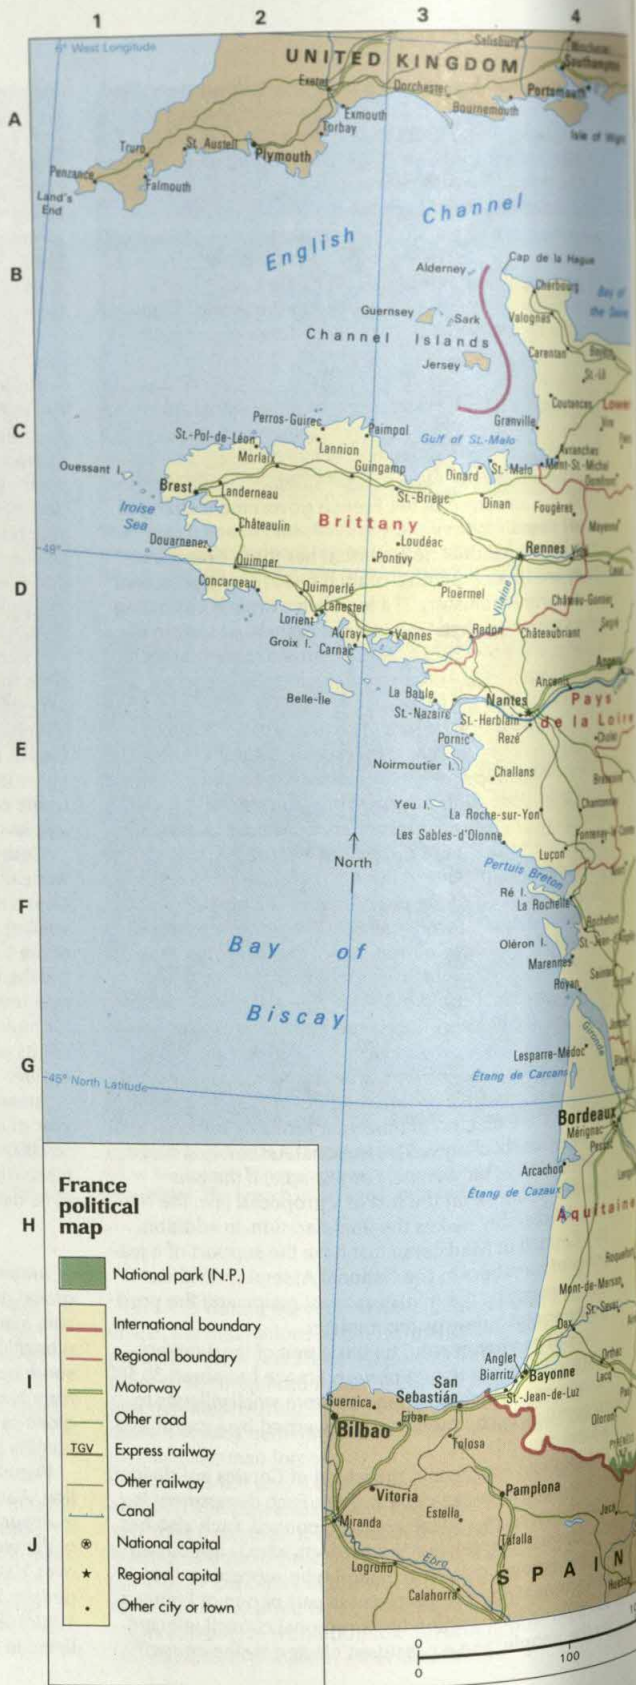 1 2 3 4
6° West Longitude
Salisbury
UNITED KINGDOM
Southampton
Exeter
Dorchester
Portsmouth
Bournemouth
A
Exmouth
Torbay
Truro
St. Austell
Plymouth
Penzance
Falmouth
Land's
End
English Channel
B
Cap de la Hague
Alderney
Cherbourg
Guernsey
Sark
Valognes
Channel Islands
Jersey
Carentan
St.-Lô
Coutances
C
Perros-Guirec
Granville
Paimpol
St.-Pol-de-Léon
Lannion
Gulf of St.-Malo
Avranches
Morlaix
Guingamp
Dinard
St.-Malo
Mont-St.-Michel
Ouessant I.
Brest
Landerneau
St.-Brieuc
Dinan
Fougères
Iroise
Sea
Châteaulin
Brittany
Loudéac
Douarnenez
Rennes
48°
Quimper
Pontivy
D
Concarneau
Quimperlé
Ploërmel
Vilaine
Lanester
Lorient
Auray
Vannes
Redon
Châteaubriant
Groix I.
Carnac
Belle-Île
La Baule
Nantes
Ancenis
Pays
St.-Nazaire
St.-Herblain
de la Loire
E
Pornic
Rezé
Noirmoutier I.
Challans
Yeu I.
La Roche-sur-Yon
Les Sables-d'Olonne
Luçon
North
Pertuis Breton
Ré I.
La Rochelle
F
Rochefort
Bay of
Oléron I.
Marennes
Royan
Biscay
Gironde
Lesparre-Médoc
G
45° North Latitude
Étang de Carcans
Bordeaux
Mérignac
Pessac
Arcachon
Étang de Cazaux
H
Aquitaine
France
political
map
National park (N.P.)
International boundary
Regional boundary
I
Motorway
Other road
TGV
Express railway
Other railway
Canal
J
National capital
Regional capital
Other city or town
Mont-de-Marsan
Dax
Orthez
Anglet
Biarritz
Bayonne
Lacq
St.-Jean-de-Luz
San
Sebastián
Guernica
Eibar
Bilbao
Oloron
Tolosa
Vitoria
Pamplona
Estella
Miranda
Jaca
Tafalla
Ebro
Logroño
SPAIN
Calahorra
0
0 100